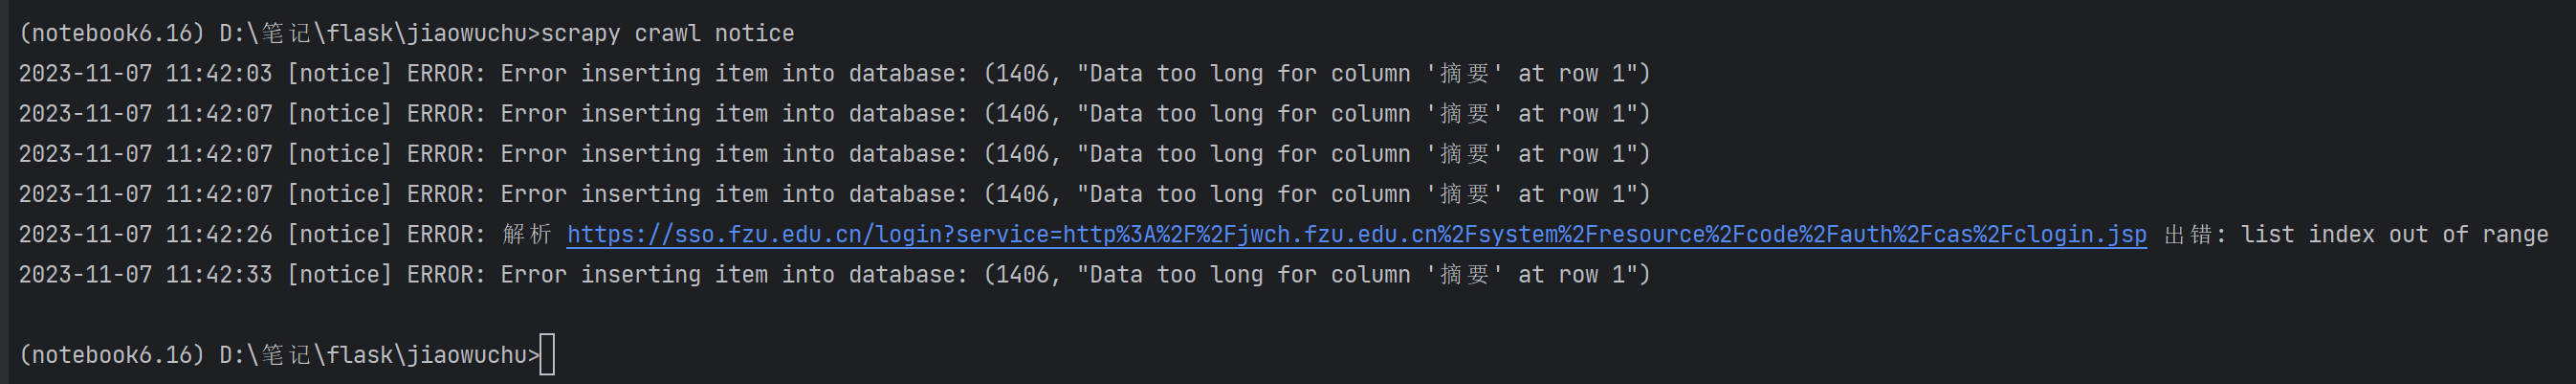 (notebook6.16) D:\笔记\flask\jiaowuchu>scrapy crawl notice
2023-11-07 11:42:03 [notice] ERROR: Error inserting item into database: (1406, "Data too long for column '摘要' at row 1")
2023-11-07 11:42:07 [notice] ERROR: Error inserting item into database: (1406, "Data too long for column '摘要' at row 1")
2023-11-07 11:42:07 [notice] ERROR: Error inserting item into database: (1406, "Data too long for column '摘要' at row 1")
2023-11-07 11:42:07 [notice] ERROR: Error inserting item into database: (1406, "Data too long for column '摘要' at row 1")
2023-11-07 11:42:26 [notice] ERROR: 解析 https://sso.fzu.edu.cn/login?service=http%3A%2F%2Fjwch.fzu.edu.cn%2Fsystem%2Fresource%2Fcode%2Fauth%2Fcas%2Fclogin.jsp 出错: list index out of range
2023-11-07 11:42:33 [notice] ERROR: Error inserting item into database: (1406, "Data too long for column '摘要' at row 1")
(notebook6.16) D:\笔记\flask\jiaowuchu>